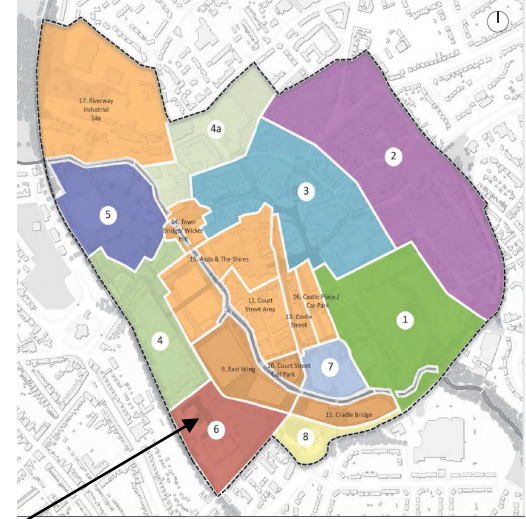 17. Riverway
Industrial
Site
4a
2
3
5
14. Town
Bridge/ Wicker
Hill
15. Asda & The Shires
16. Castle Place /
Car Park
12. Court
Street Area
13. Castle
Street
1
4
9. East Wing
10. Court Street
Car Park
7
11. Cradle Bridge
6
8